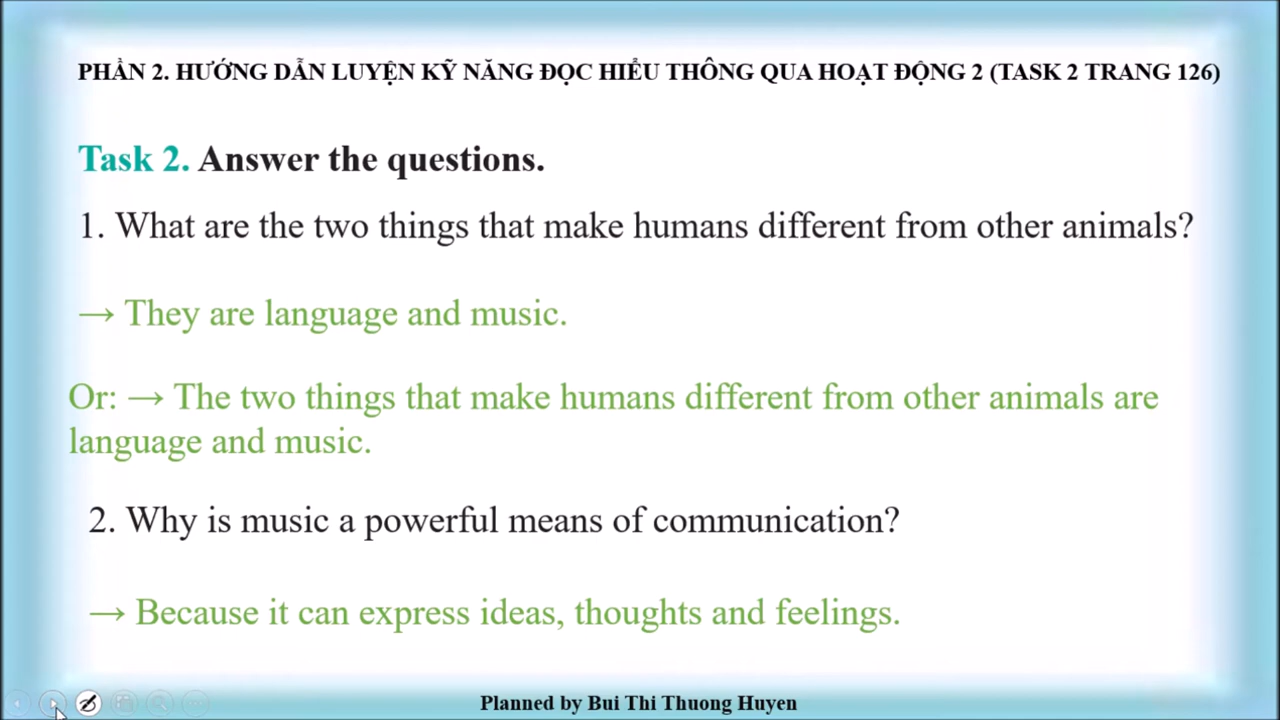 PHẦN 2. HƯỚNG DẪN LUYỆN KỸ NĂNG ĐỌC HIỂU THÔNG QUA HOẠT ĐỘNG 2 (TASK 2 TRANG 126)
Task 2. Answer the questions.
1. What are the two things that make humans different from other animals?
→ They are language and music.
Or: → The two things that make humans different from other animals are
language and music.
2. Why is music a powerful means of communication?
→ Because it can express ideas, thoughts and feelings.
Planned by Bui Thi Thuong Huyen